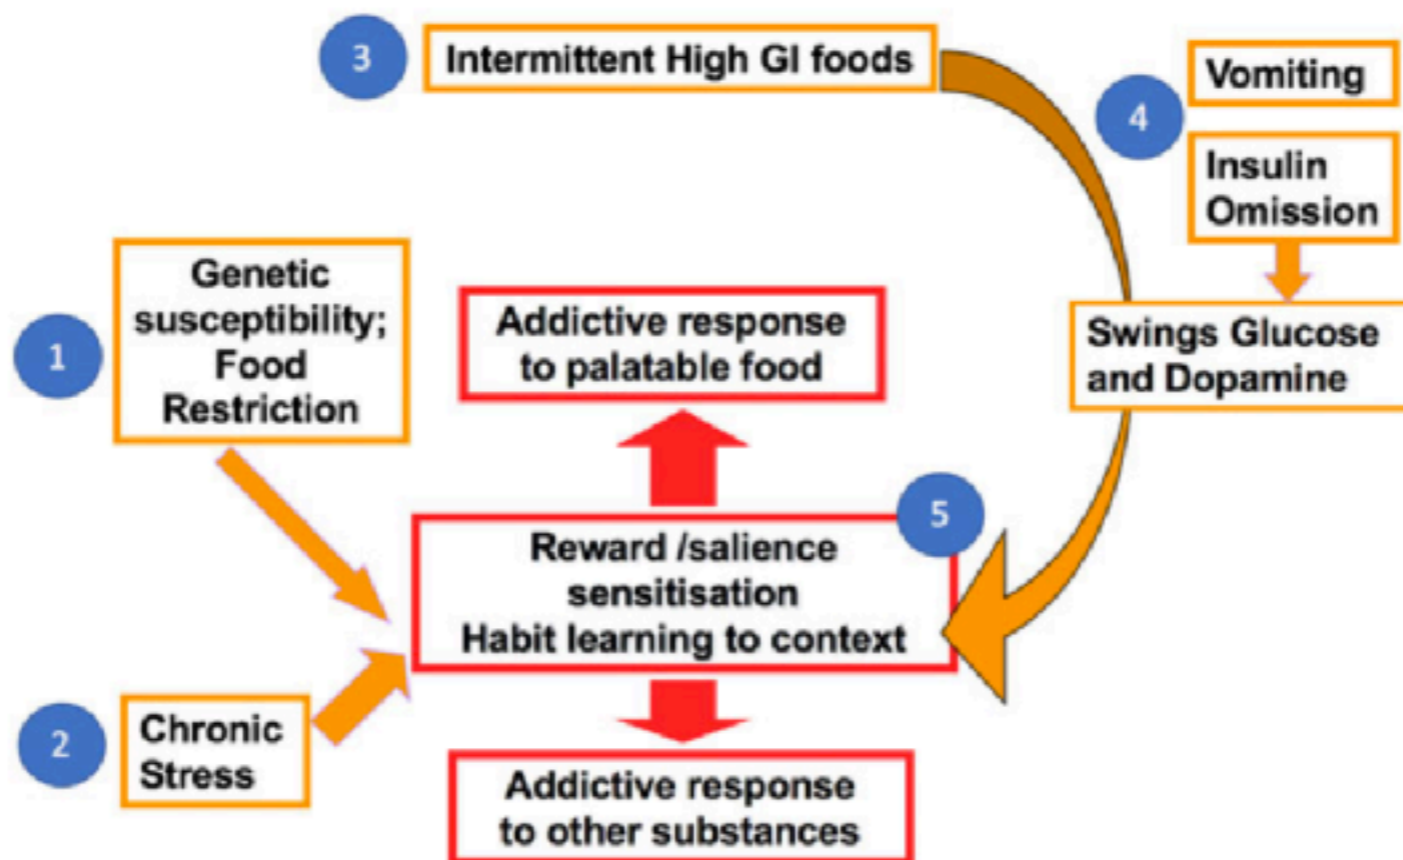 3
Intermittent High GI foods
4
Vomiting
Insulin
Omission
1
Genetic
susceptibility;
Food
Restriction
Addictive response
to palatable food
Swings Glucose
and Dopamine
5
Reward /salience
sensitisation
Habit learning to context
2
Chronic
Stress
Addictive response
to other substances